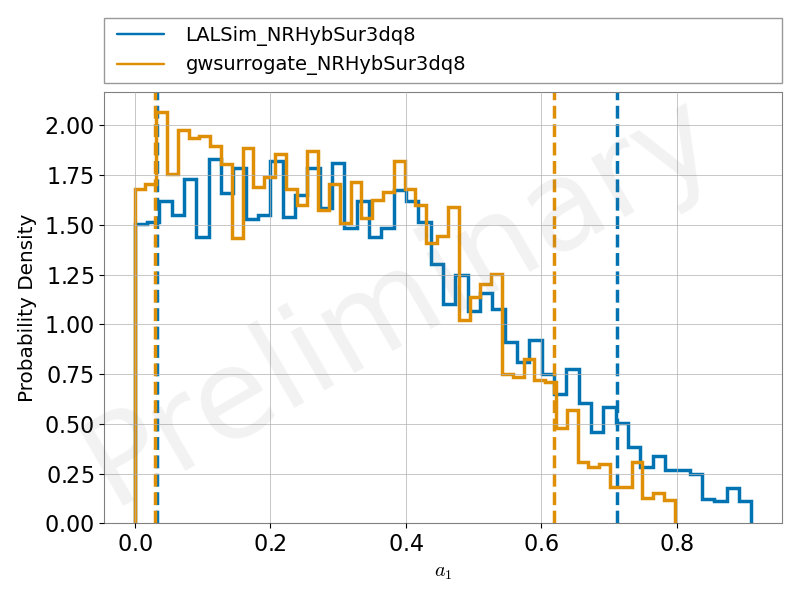 LALSim_NRHybSur3dq8
gwsurrogate_NRHybSur3dq8
2.00
1.75
1.50
1.25
1.00
0.75
0.50
0.25
0.00
Probability Density
Preliminary
0.0 0.2 0.4 0.6 0.8
a₁